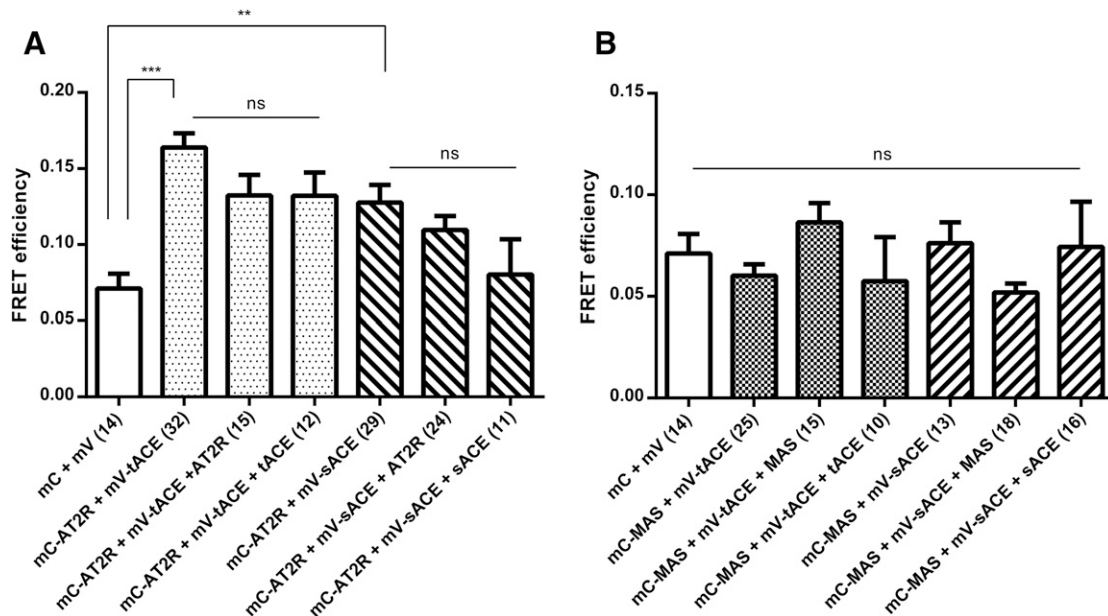 A
**
***
ns
ns
FRET efficiency
0.20
0.15
0.10
0.05
0.00
mC + mV (14)
mC-AT2R + mV-tACE (32)
mC-AT2R + mV-tACE +AT2R (15)
mC-AT2R + mV-tACE + tACE (12)
mC-AT2R + mV-sACE (29)
mC-AT2R + mV-sACE + AT2R (24)
mC-AT2R + mV-sACE + sACE (11)
B
ns
FRET efficiency
0.15
0.10
0.05
0.00
mC + mV (14)
mC-MAS + mV-tACE (25)
mC-MAS + mV-tACE + MAS (15)
mC-MAS + mV-tACE + tACE (10)
mC-MAS + mV-sACE (13)
mC-MAS + mV-sACE + MAS (18)
mC-MAS + mV-sACE + sACE (16)